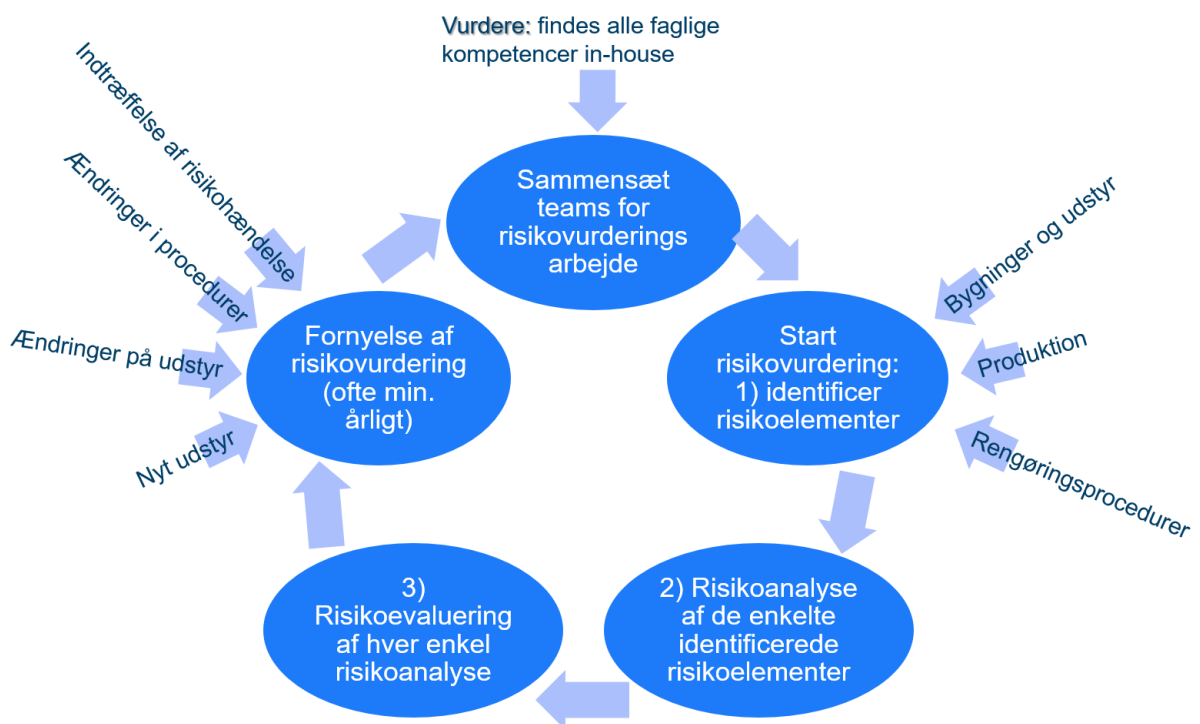 Vurdere: findes alle faglige
kompetencer in-house
Sammensæt
teams for
risikovurderings
arbejde
Bygninger og udstyr
Produktion
Rengøringsprocedurer
Start
risikovurdering:
1) identificer
risikoelementer
2) Risikoanalyse
af de enkelte
identificerede
risikoelementer
3)
Risikoevaluering
af hver enkel
risikoanalyse
Fornyelse af
risikovurdering
(ofte min.
årligt)
Indtræffelse af risikohændelse
Ændringer i procedurer
Ændringer på udstyr
Nyt udstyr